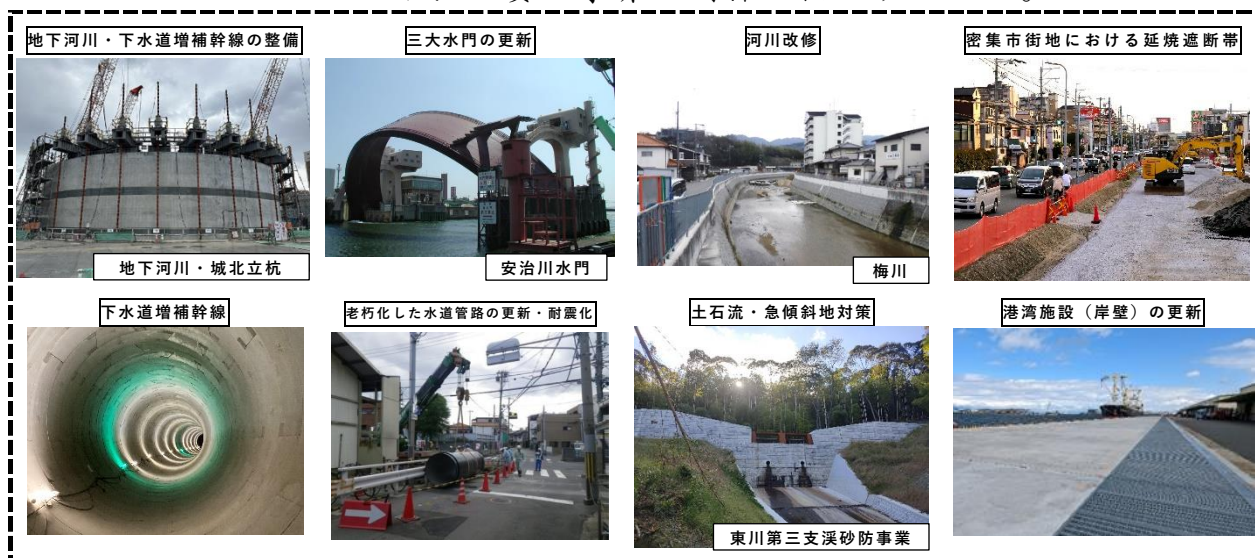 地下河川・下水道増補幹線の整備
三大水門の更新
河川改修
密集市街地における延焼遮断帯
地下河川・城北立杭
安治川水門
梅川
下水道増補幹線
老朽化した水道管路の更新・耐震化
土石流・急傾斜地対策
港湾施設（岸壁）の更新
東川第三支渓砂防事業